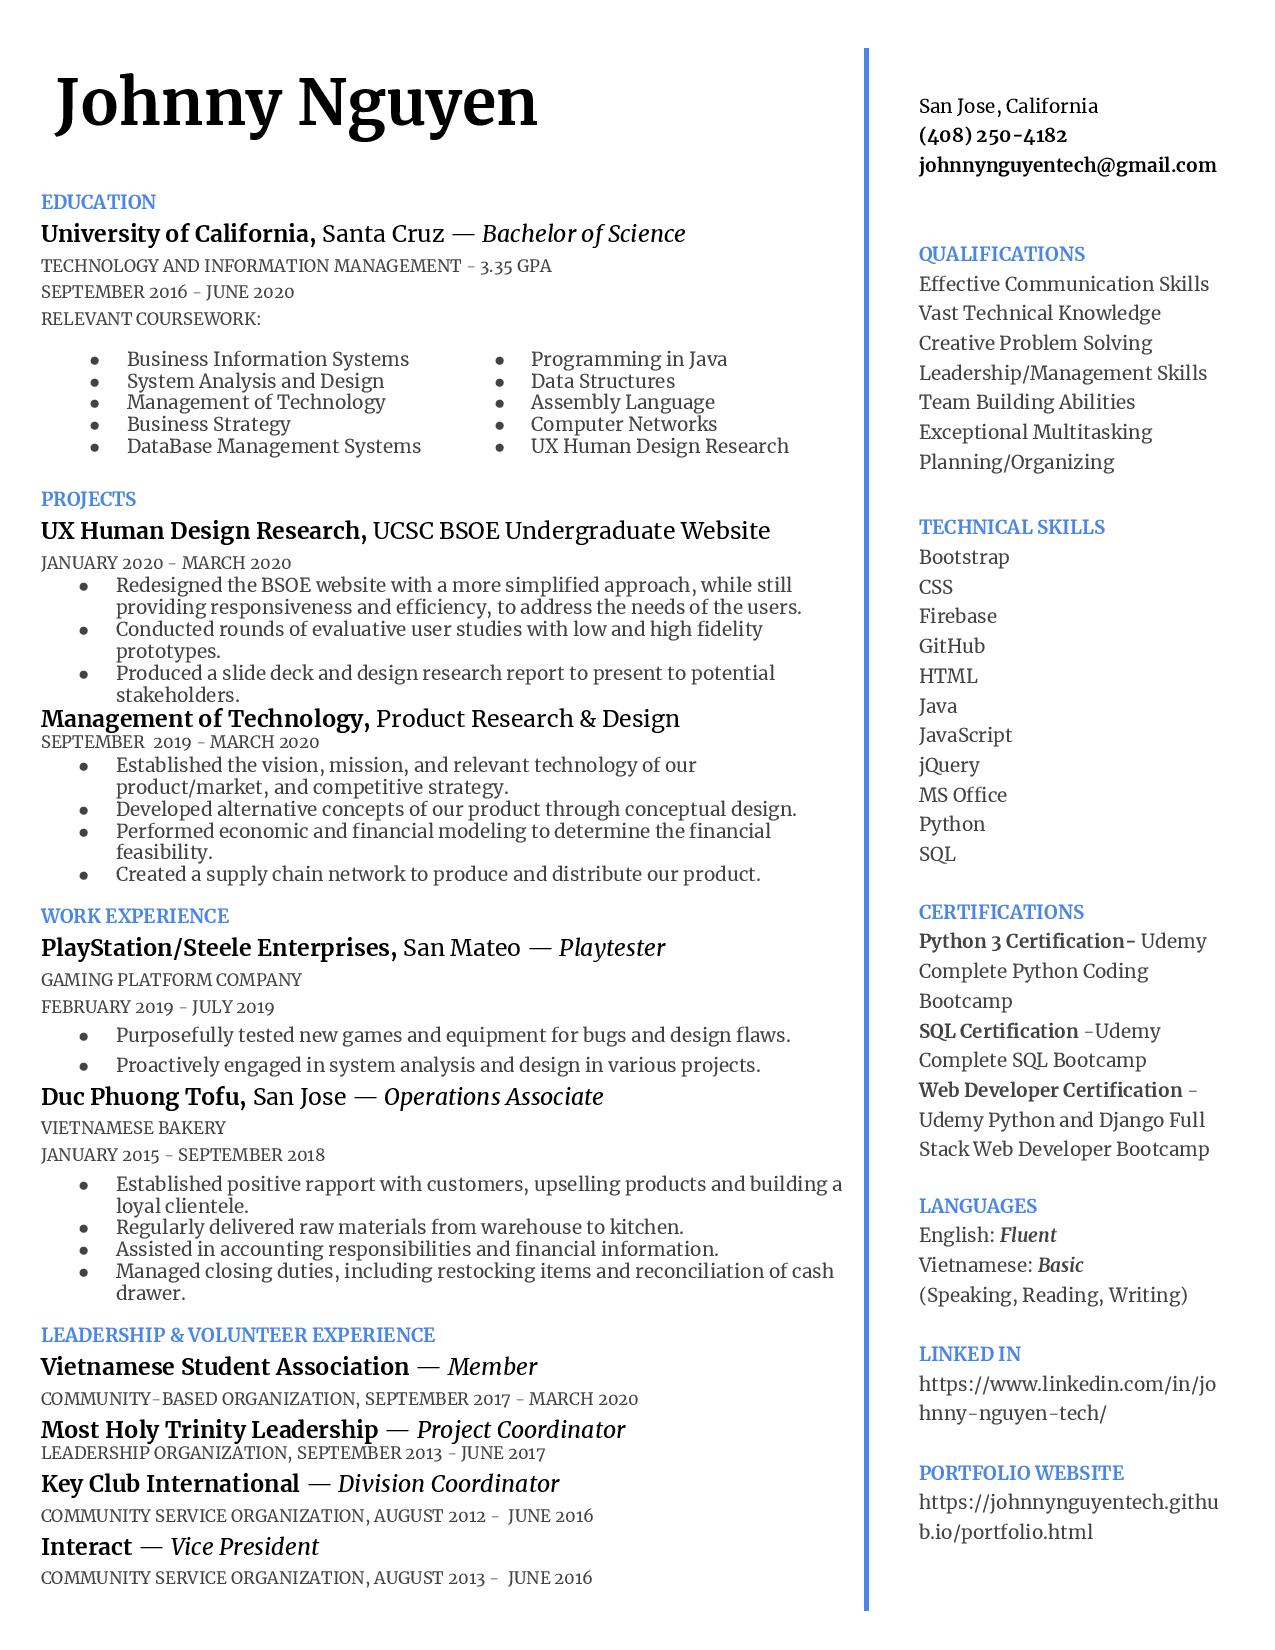 Johnny Nguyen
EDUCATION
University of California, Santa Cruz — Bachelor of Science
TECHNOLOGY AND INFORMATION MANAGEMENT - 3.35 GPA
SEPTEMBER 2016 - JUNE 2020
RELEVANT COURSEWORK:
● Business Information Systems
● System Analysis and Design
● Management of Technology
● Business Strategy
● DataBase Management Systems
● Programming in Java
● Data Structures
● Assembly Language
● Computer Networks
● UX Human Design Research
PROJECTS
UX Human Design Research, UCSC BSOE Undergraduate Website
JANUARY 2020 - MARCH 2020
● Redesigned the BSOE website with a more simplified approach, while still
providing responsiveness and efficiency, to address the needs of the users.
● Conducted rounds of evaluative user studies with low and high fidelity
prototypes.
● Produced a slide deck and design research report to present to potential
stakeholders.
Management of Technology, Product Research & Design
SEPTEMBER 2019 - MARCH 2020
● Established the vision, mission, and relevant technology of our
product/market, and competitive strategy.
● Developed alternative concepts of our product through conceptual design.
● Performed economic and financial modeling to determine the financial
feasibility.
● Created a supply chain network to produce and distribute our product.
WORK EXPERIENCE
PlayStation/Steele Enterprises, San Mateo — Playtester
GAMING PLATFORM COMPANY
FEBRUARY 2019 - JULY 2019
● Purposefully tested new games and equipment for bugs and design flaws.
● Proactively engaged in system analysis and design in various projects.
Duc Phuong Tofu, San Jose — Operations Associate
VIETNAMESE BAKERY
JANUARY 2015 - SEPTEMBER 2018
● Established positive rapport with customers, upselling products and building a
loyal clientele.
● Regularly delivered raw materials from warehouse to kitchen.
● Assisted in accounting responsibilities and financial information.
● Managed closing duties, including restocking items and reconciliation of cash
drawer.
LEADERSHIP & VOLUNTEER EXPERIENCE
Vietnamese Student Association — Member
COMMUNITY-BASED ORGANIZATION, SEPTEMBER 2017 - MARCH 2020
Most Holy Trinity Leadership — Project Coordinator
LEADERSHIP ORGANIZATION, SEPTEMBER 2013 - JUNE 2017
Key Club International — Division Coordinator
COMMUNITY SERVICE ORGANIZATION, AUGUST 2012 - JUNE 2016
Interact — Vice President
COMMUNITY SERVICE ORGANIZATION, AUGUST 2013 - JUNE 2016
San Jose, California
(408) 250-4182
johnnynguyentech@gmail.com
QUALIFICATIONS
Effective Communication Skills
Vast Technical Knowledge
Creative Problem Solving
Leadership/Management Skills
Team Building Abilities
Exceptional Multitasking
Planning/Organizing
TECHNICAL SKILLS
Bootstrap
CSS
Firebase
GitHub
HTML
Java
JavaScript
jQuery
MS Office
Python
SQL
CERTIFICATIONS
Python 3 Certification- Udemy
Complete Python Coding
Bootcamp
SQL Certification -Udemy
Complete SQL Bootcamp
Web Developer Certification -
Udemy Python and Django Full
Stack Web Developer Bootcamp
LANGUAGES
English: Fluent
Vietnamese: Basic
(Speaking, Reading, Writing)
LINKED IN
https://www.linkedin.com/in/jo
hnny-nguyen-tech/
PORTFOLIO WEBSITE
https://johnnynguyentech.githu
b.io/portfolio.html